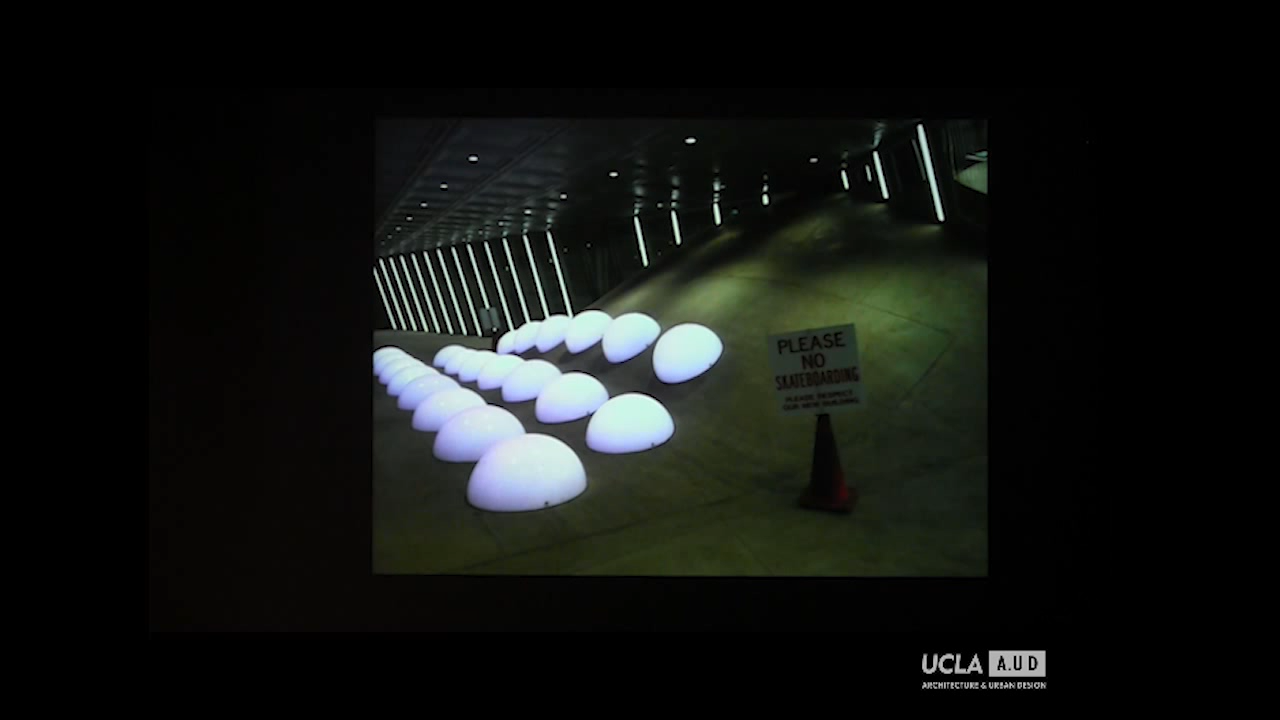 PLEASE
NO
SKATEBOARDING
PLEASE RESPECT
OUR NEW BUILDING
UCLA A.UD
ARCHITECTURE & URBAN DESIGN